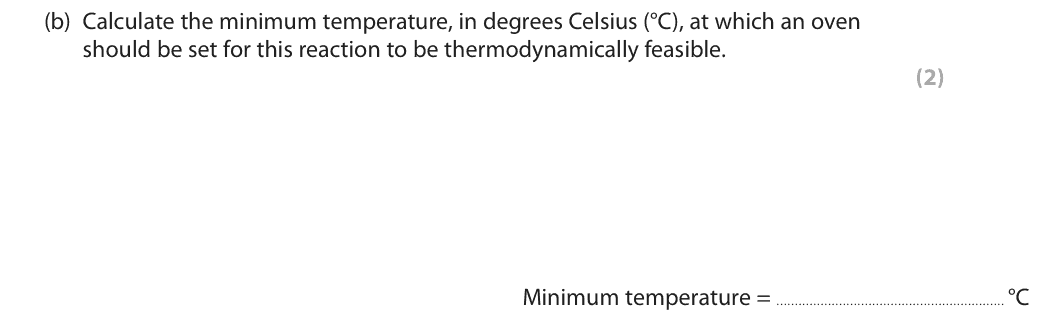 (b) Calculate the minimum temperature, in degrees Celsius (°C), at which an oven
should be set for this reaction to be thermodynamically feasible.
(2)
Minimum temperature = ............................................................ °C